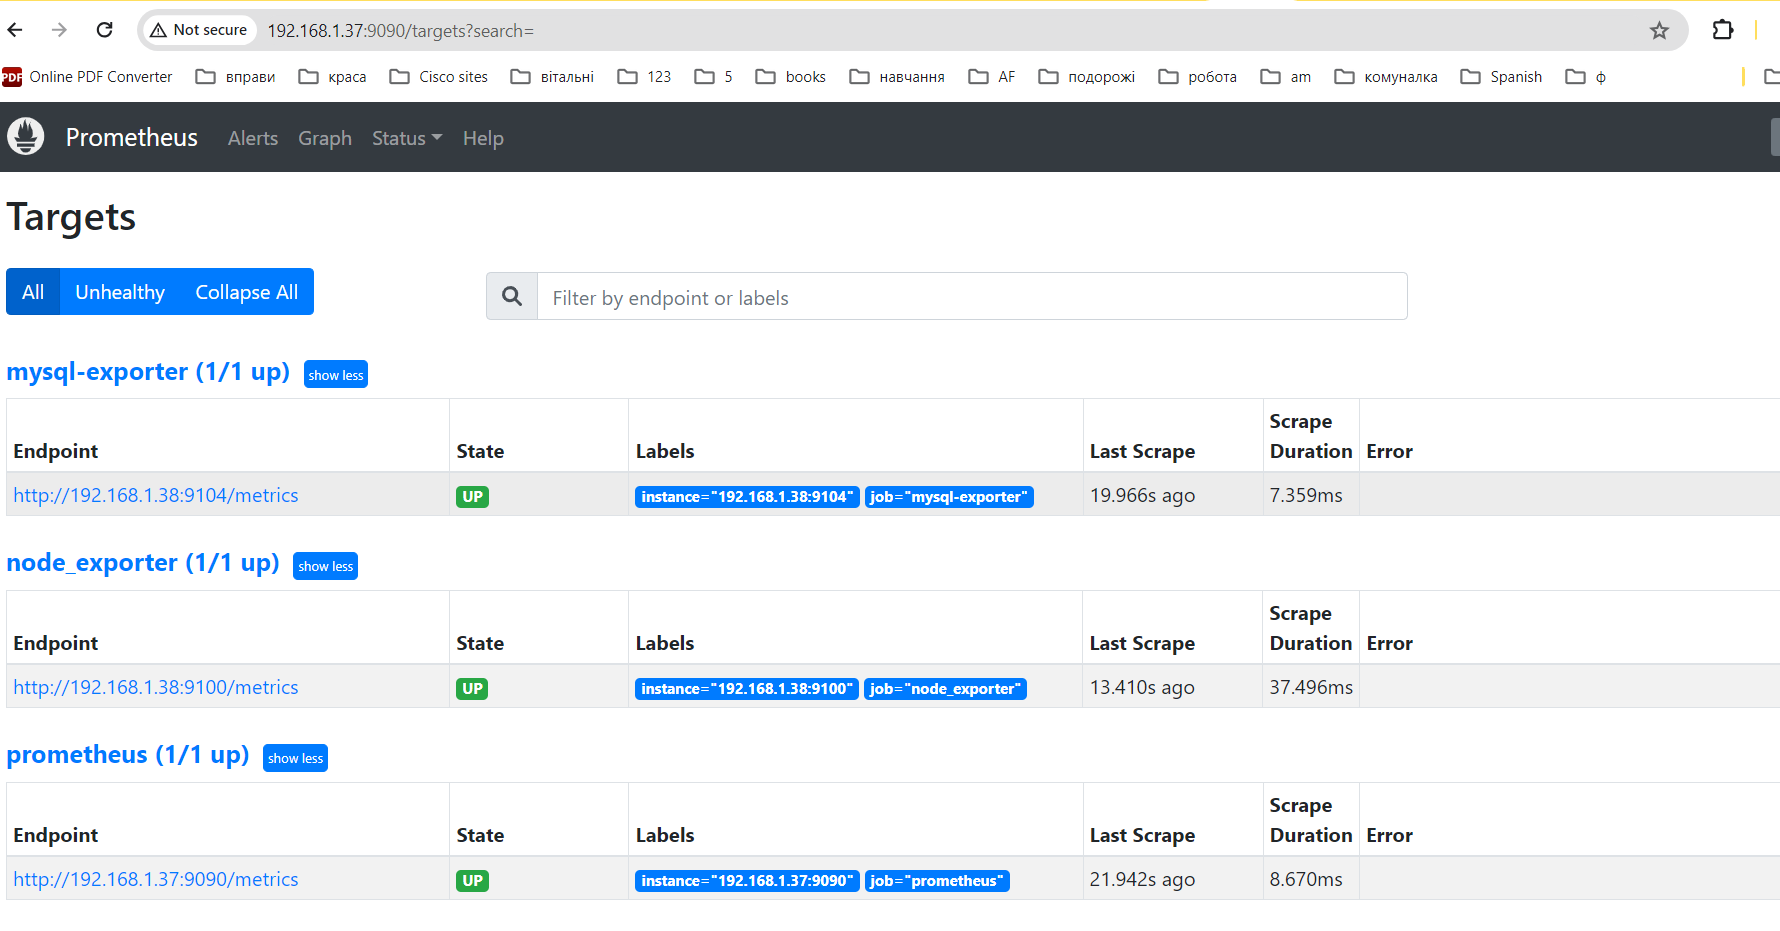 Not secure 192.168.1.37:9090/targets?search=
PDF Online PDF Converter вправи краса Cisco sites вітальні 123 5 books навчання AF подорожі робота am комуналка Spanish ф
Prometheus Alerts Graph Status Help
Targets
All Unhealthy Collapse All Filter by endpoint or labels
mysql-exporter (1/1 up) show less
Endpoint State Labels Last Scrape Scrape Duration Error
http://192.168.1.38:9104/metrics UP instance="192.168.1.38:9104" job="mysql-exporter" 19.966s ago 7.359ms
node_exporter (1/1 up) show less
Endpoint State Labels Last Scrape Scrape Duration Error
http://192.168.1.38:9100/metrics UP instance="192.168.1.38:9100" job="node_exporter" 13.410s ago 37.496ms
prometheus (1/1 up) show less
Endpoint State Labels Last Scrape Scrape Duration Error
http://192.168.1.37:9090/metrics UP instance="192.168.1.37:9090" job="prometheus" 21.942s ago 8.670ms